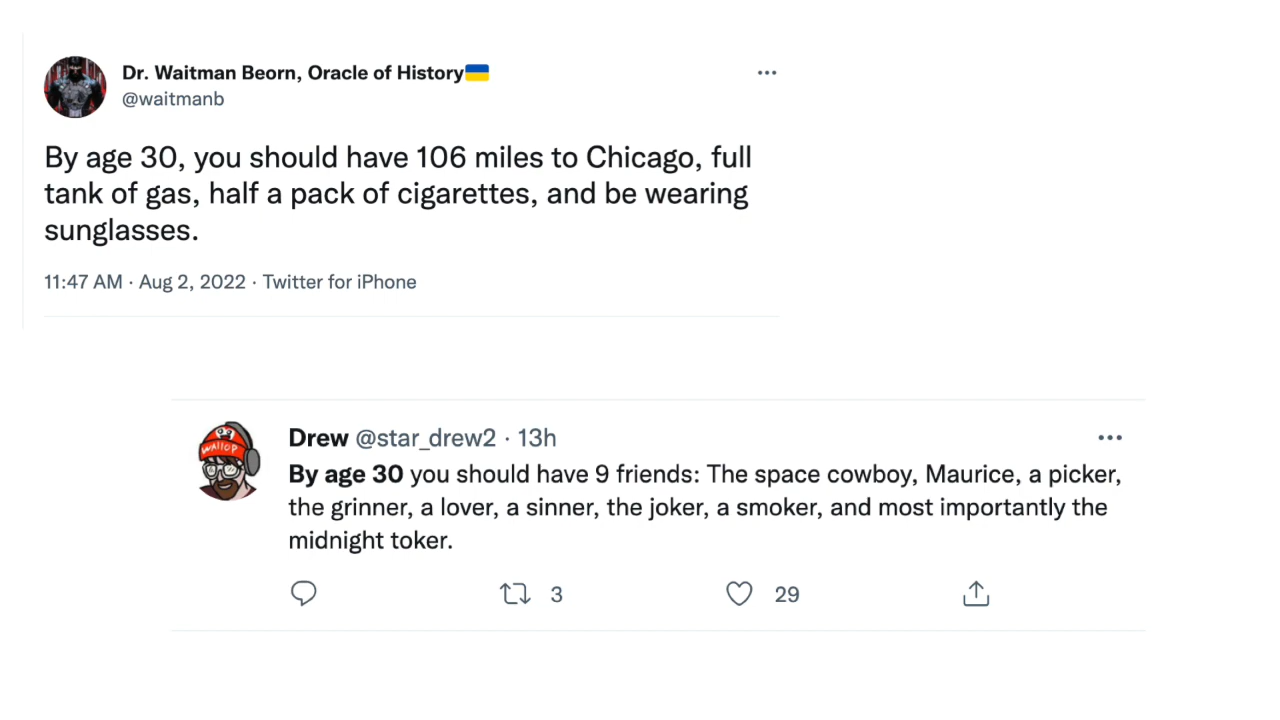 Dr. Waitman Beorn, Oracle of History🇺🇦
@waitmanb
By age 30, you should have 106 miles to Chicago, full
tank of gas, half a pack of cigarettes, and be wearing
sunglasses.
11:47 AM · Aug 2, 2022 · Twitter for iPhone
WALLOP
Drew @star_drew2 · 13h
By age 30 you should have 9 friends: The space cowboy, Maurice, a picker,
the grinner, a lover, a sinner, the joker, a smoker, and most importantly the
midnight toker.
3 29